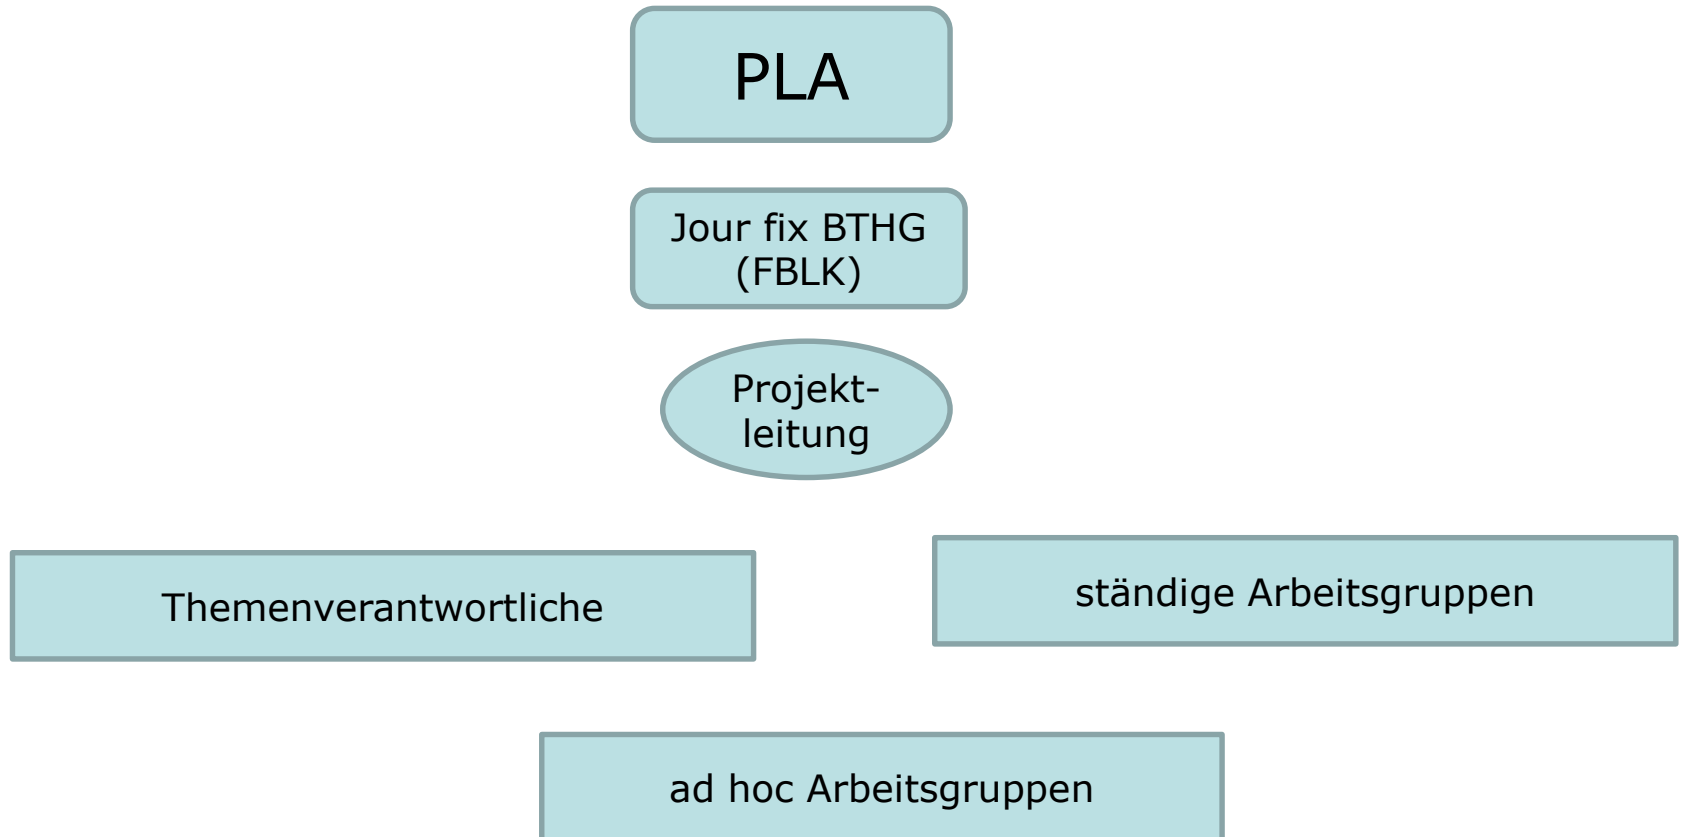 PLA
Jour fix BTHG
(FBLK)
Projekt-
leitung
Themenverantwortliche
ständige Arbeitsgruppen
ad hoc Arbeitsgruppen